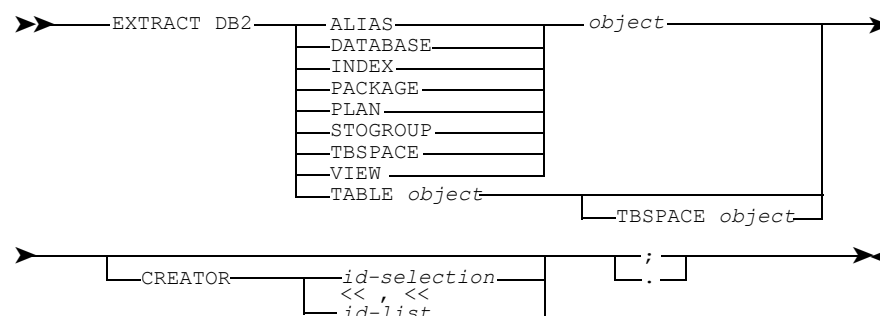 EXTRACT DB2 ALIAS object
DATABASE
INDEX
PACKAGE
PLAN
STOGROUP
TBSPACE
VIEW
TABLE object
TBSPACE object
;
CREATOR id-selection .
<< , <<
id-list